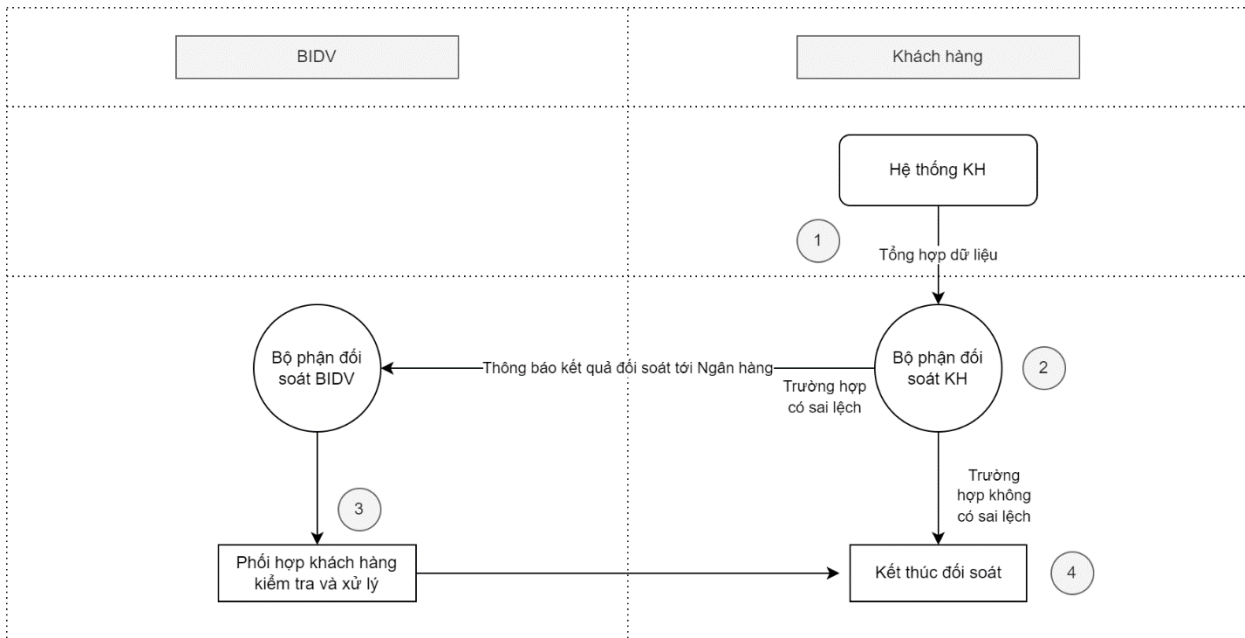 BIDV
Khách hàng
Hệ thống KH
1
Tổng hợp dữ liệu
Bộ phận đối
soát BIDV
Thông báo kết quả đối soát tới Ngân hàng
Trường hợp
có sai lệch
Bộ phận đối
soát KH
2
3
Trường
hợp không
có sai lệch
Phối hợp khách hàng
kiểm tra và xử lý
Kết thúc đối soát
4